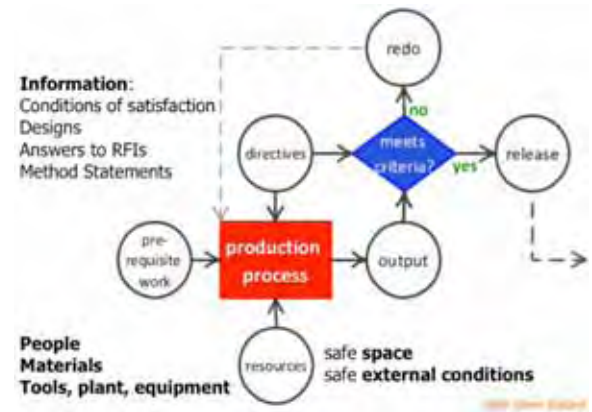 redo
Information:
Conditions of satisfaction
Designs
Answers to RFIs
Method Statements
no
directives
meets
criteria?
yes
release
pre-
requisite
work
production
process
output
People
Materials
Tools, plant, equipment
resources
safe space
safe external conditions